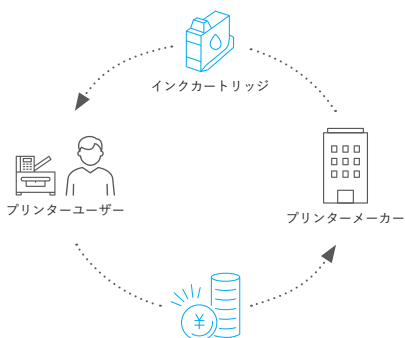 インクカートリッジ
プリンターユーザー
プリンターメーカー
¥